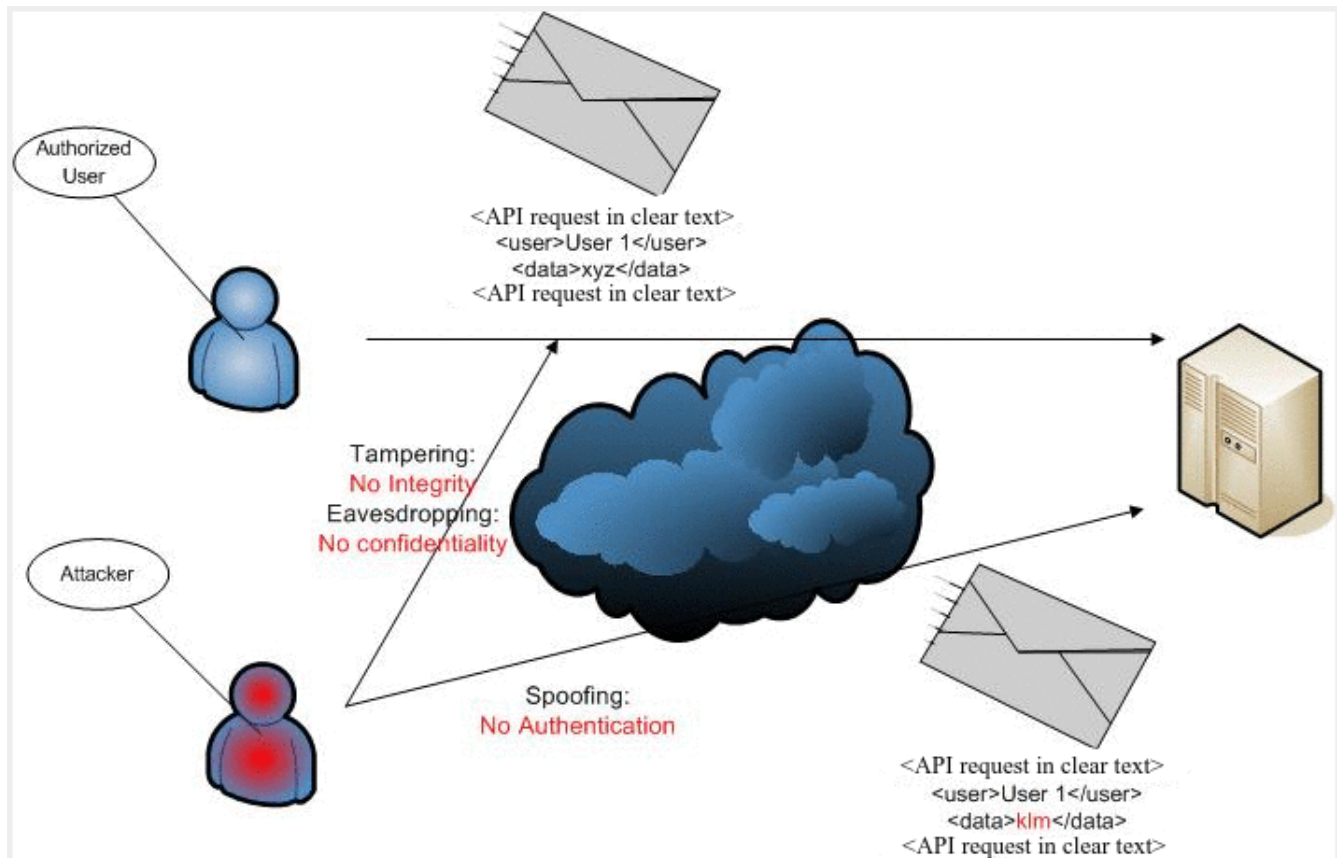 Authorized
User
<API request in clear text>
<user>User 1</user>
<data>xyz</data>
<API request in clear text>
Tampering:
No Integrity
Eavesdropping:
No confidentiality
Attacker
Spoofing:
No Authentication
<API request in clear text>
<user>User 1</user>
<data>klm</data>
<API request in clear text>